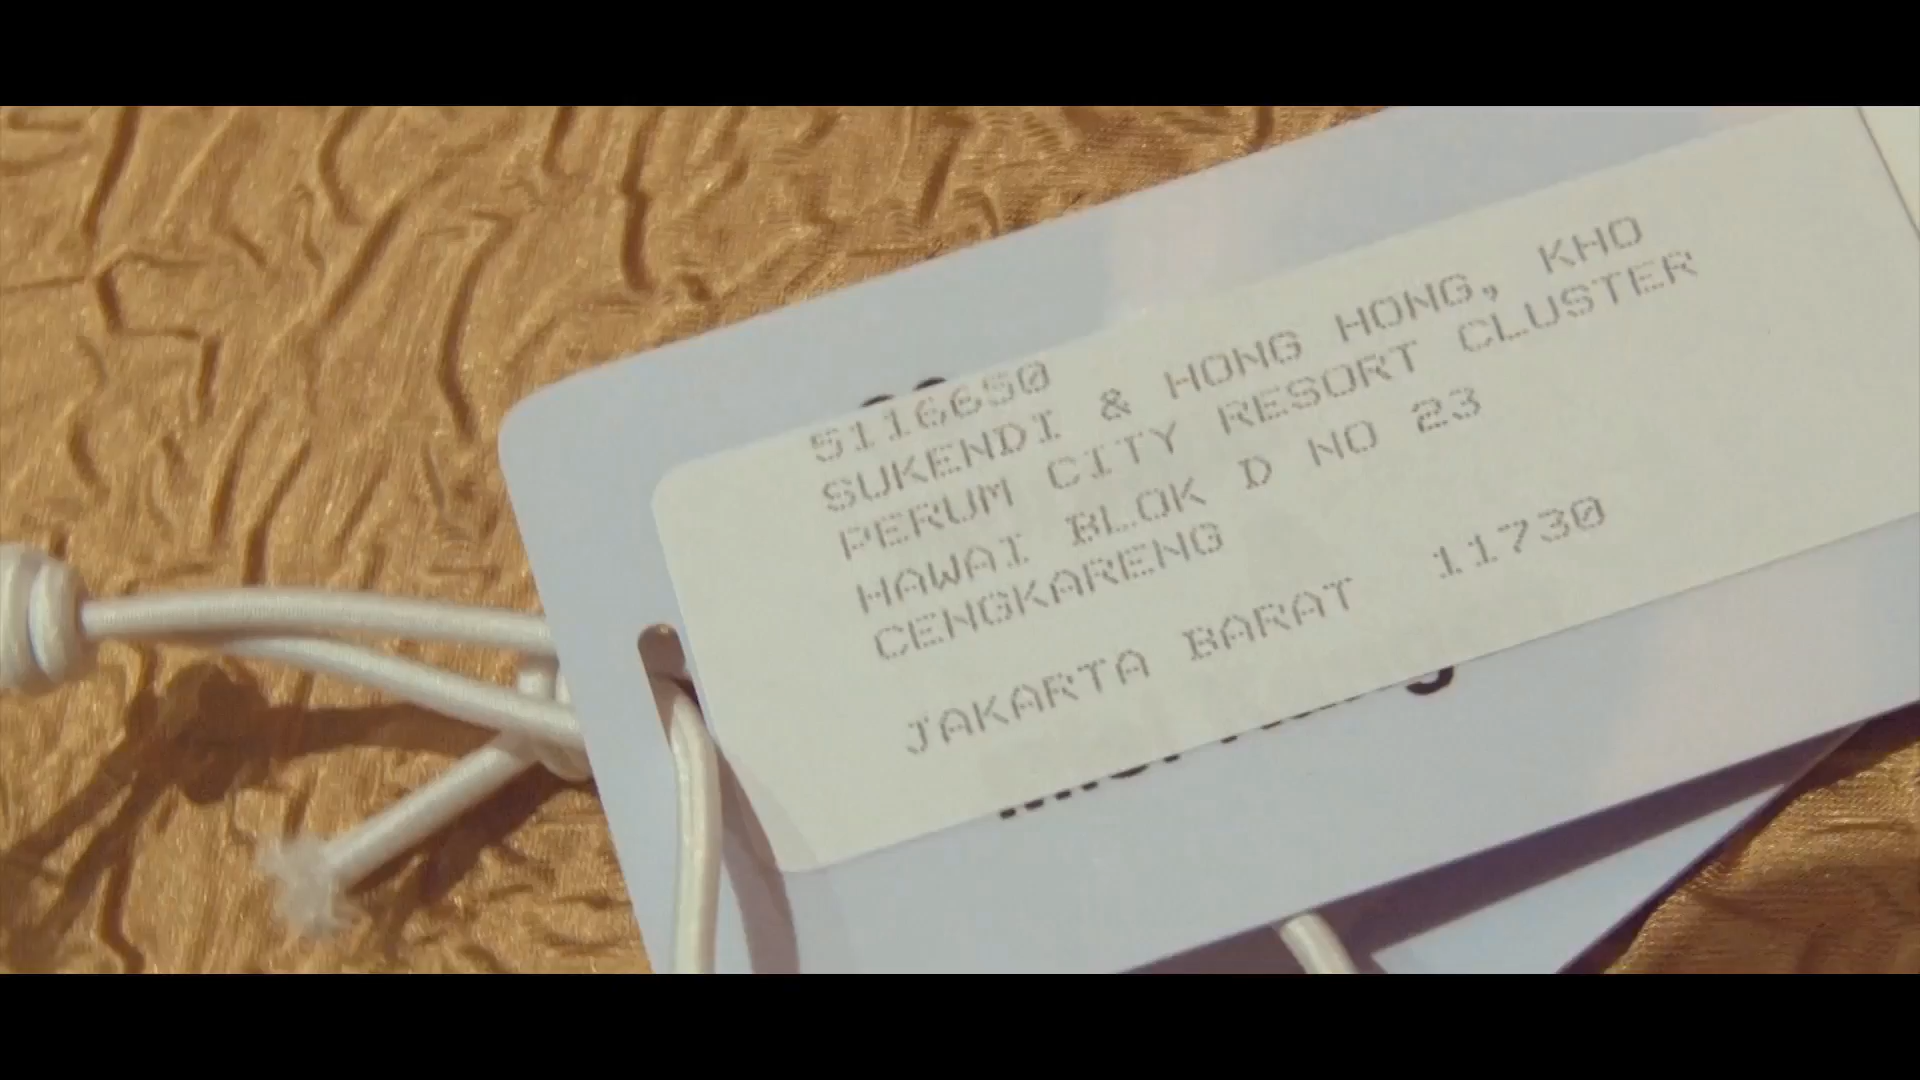 5116650
SUKENDI & HONG HONG, KHO
PERUM CITY RESORT CLUSTER
HAWAI BLOK D NO 23
CENGKARENG
JAKARTA BARAT 11730